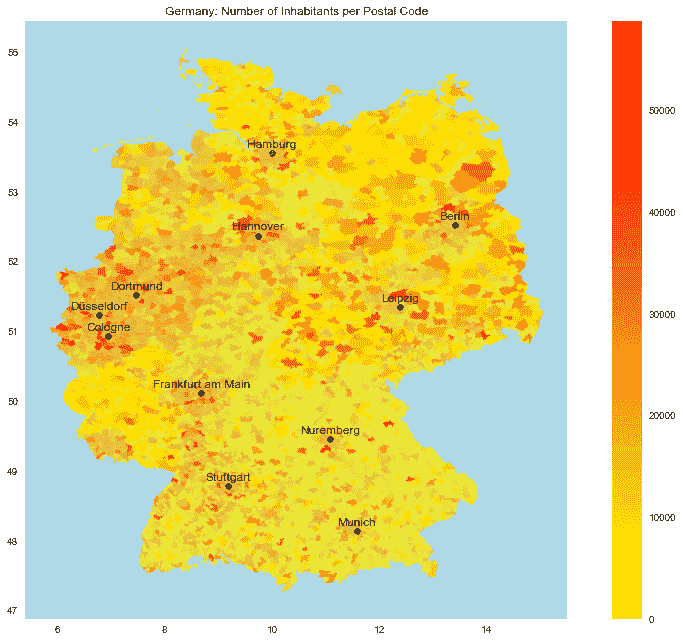 Germany: Number of Inhabitants per Postal Code
55
54
53
52
51
50
49
48
47
6
8
10
12
14
Hamburg
Berlin
Hannover
Dortmund
Leipzig
Düsseldorf
Cologne
Frankfurt am Main
Nuremberg
Stuttgart
Munich
50000
40000
30000
20000
10000
0